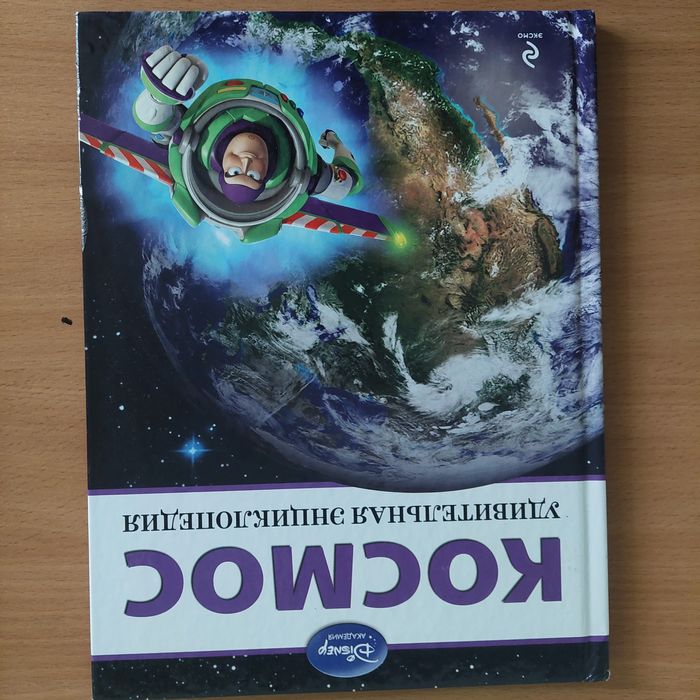 Disney
АКАДЕМИЯ
КОСМОС
УДИВИТЕЛЬНАЯ ЭНЦИКЛОПЕДИЯ
ЭКСМО